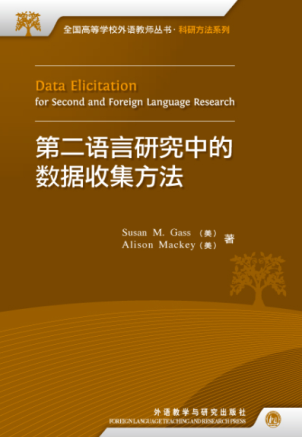 全国高等学校外语教师丛书·科研方法系列
Data Elicitation
for Second and Foreign Language Research
第二语言研究中的
数据收集方法
Susan M. Gass （美）
Alison Mackey（美）
著
外语教学与研究出版社
FOREIGN LANGUAGE TEACHING AND RESEARCH PRESS